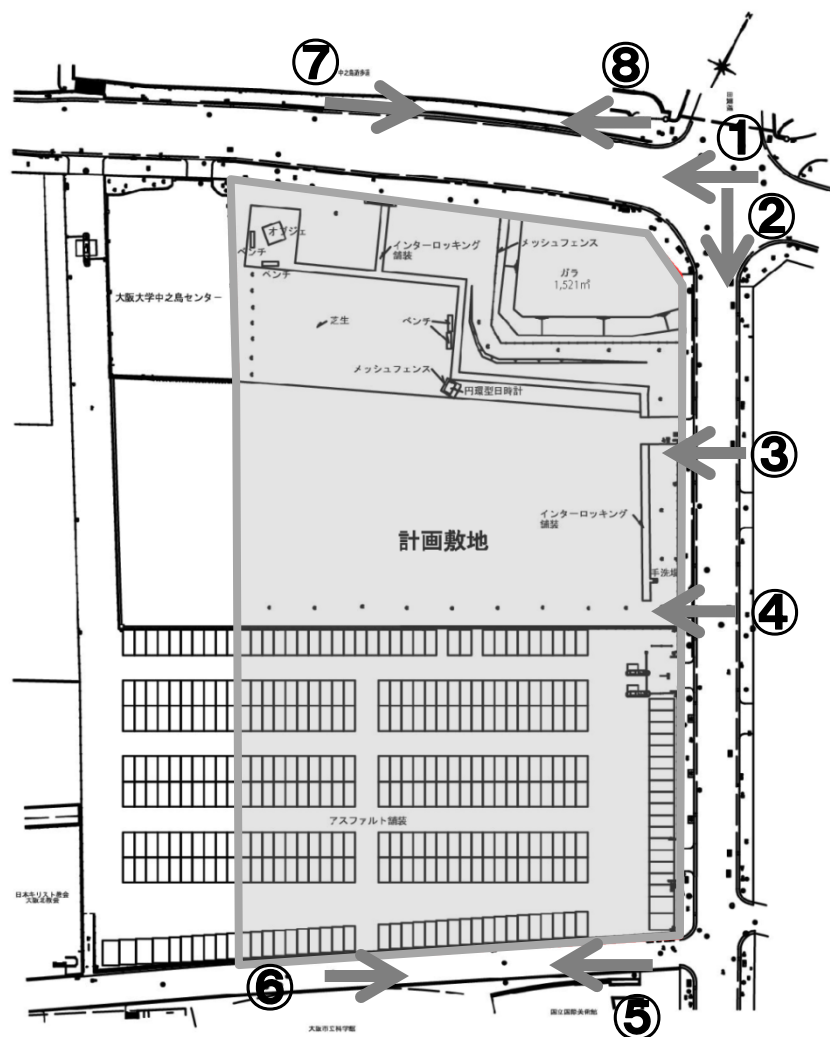 ⑦
中之島遊歩道
⑧
N
田蓑橋
①
②
オブジェ
ベンチ
ベンチ
インターロッキング
舗装
メッシュフェンス
ガラ
1,521㎡
大阪大学中之島センター
芝生
ベンチ
メッシュフェンス
円環型日時計
③
インターロッキング
舗装
計画敷地
手洗場
④
アスファルト舗装
日本キリスト教会
大阪北教会
⑥
⑤
国立国際美術館
大阪市立科学館